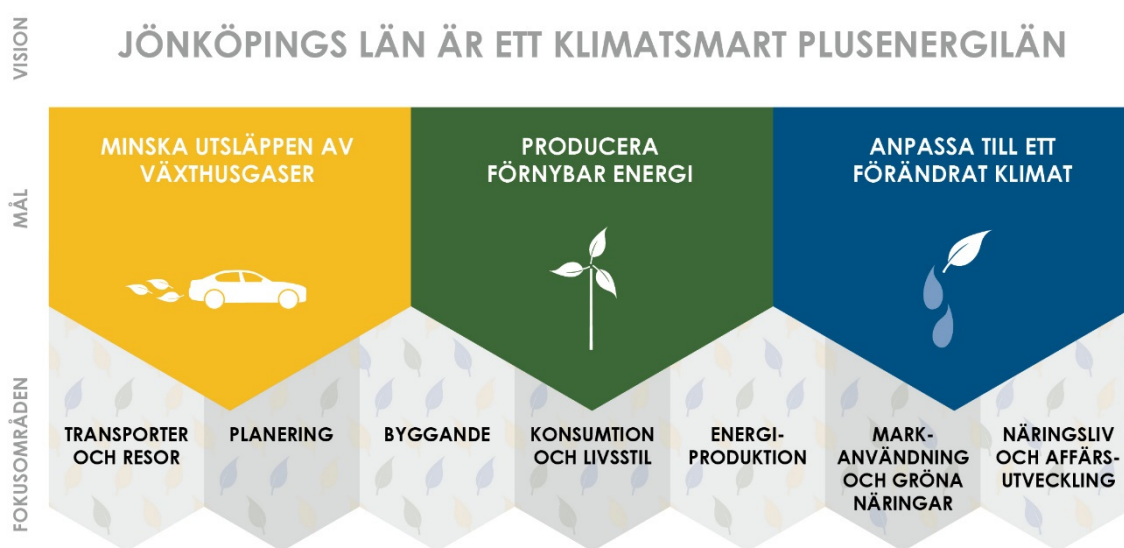 VISION
JÖNKÖPINGS LÄN ÄR ETT KLIMATSMART PLUSENERGILÄN
MÅL
MINSKA UTSLÄPPEN AV
VÄXTHUSGASER
PRODUCERA
FÖRNYBAR ENERGI
ANPASSA TILL ETT
FÖRÄNDRAT KLIMAT
FOKUSOMRÅDEN
TRANSPORTER
OCH RESOR
PLANERING
BYGGANDE
KONSUMTION
OCH LIVSSTIL
ENERGI-
PRODUKTION
MARK-
ANVÄNDNING
OCH GRÖNA
NÄRINGAR
NÄRINGSLIV
OCH AFFÄRS-
UTVECKLING